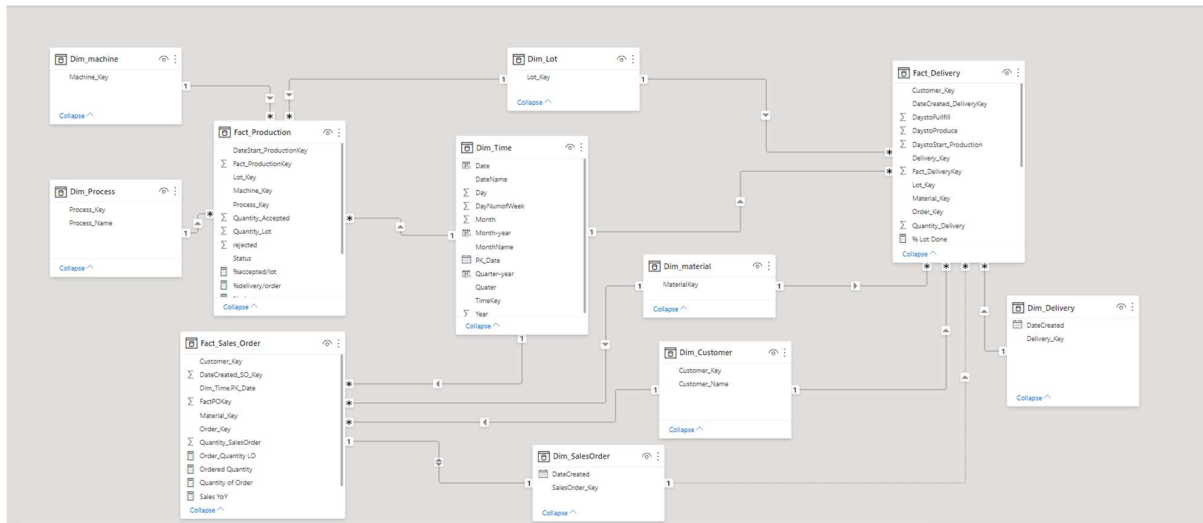 Dim_machine
Machine_Key
Collapse
Dim_Process
Process_Key
Process_Name
Collapse
Fact_Production
DateStart_ProductionKey
Fact_ProductionKey
Lot_Key
Machine_Key
Process_Key
Quantity_Accepted
Quantity_Lot
rejected
Status
%accepted/lot
%delivery/order
Collapse
Fact_Sales_Order
Customer_Key
DateCreated_SO_Key
Dim_Time.PK_Date
FactPOKey
Material_Key
Order_Key
Quantity_SalesOrder
Order_Quantity LD
Ordered Quantity
Quantity of Order
Sales YoY
Collapse
Dim_Lot
Lot_Key
Collapse
Dim_Time
Date
DateName
Day
DayNumofWeek
Month
Month-year
MonthName
PK_Date
Quarter-year
Quater
TimeKey
Year
Collapse
Dim_material
MaterialKey
Collapse
Dim_Customer
Customer_Key
Customer_Name
Collapse
Dim_SalesOrder
DateCreated
SalesOrder_Key
Collapse
Fact_Delivery
Customer_Key
DateCreated_DeliveryKey
DaystoFullfill
DaystoProduce
DaystoStart_Production
Delivery_Key
Fact_DeliveryKey
Lot_Key
Material_Key
Order_Key
Quantity_Delivery
% Lot Done
Collapse
Dim_Delivery
DateCreated
Delivery_Key
Collapse